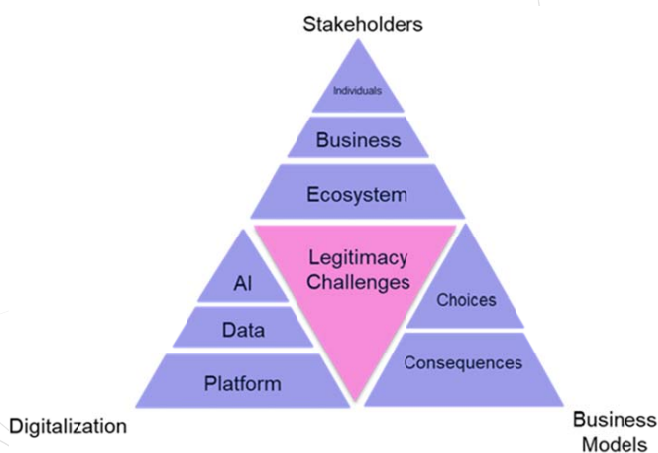 Stakeholders
Individuals
Business
Ecosystem
Legitimacy
Challenges
AI
Data
Platform
Choices
Consequences
Digitalization
Business
Models